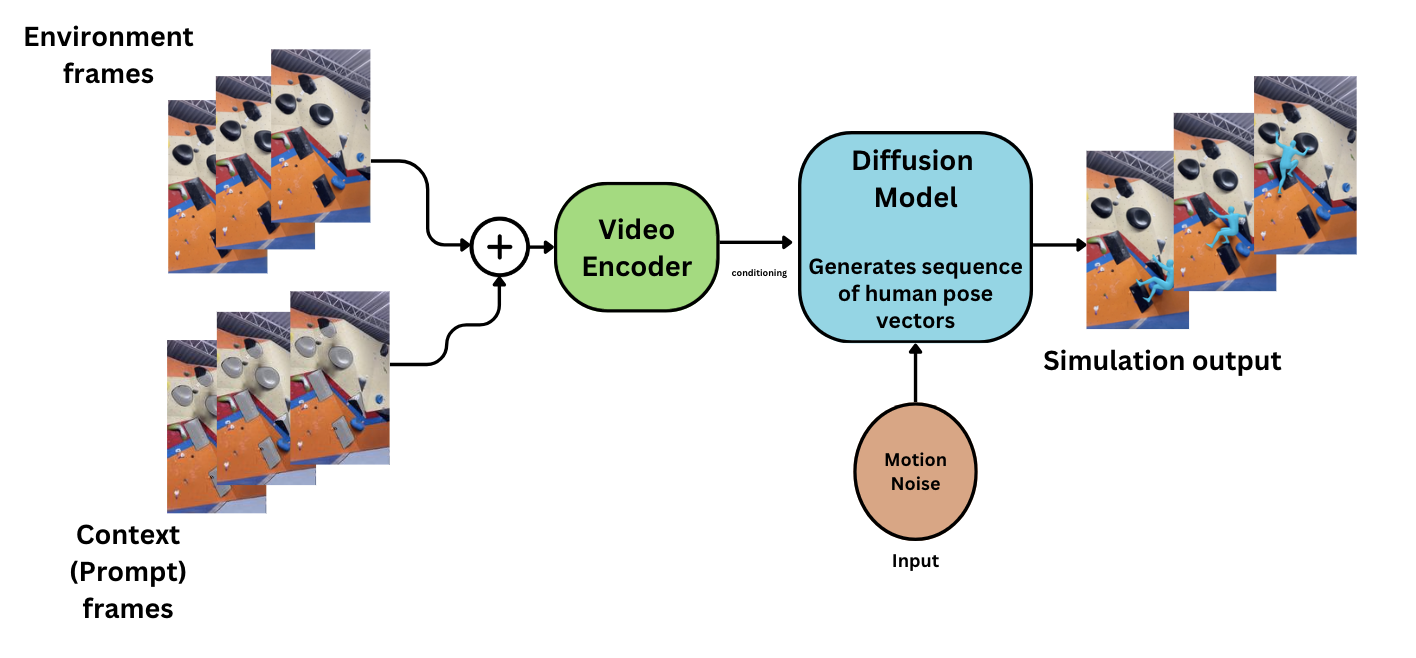 Environment
frames
Context
(Prompt)
frames
+
Video
Encoder
conditioning
Diffusion
Model
Generates sequence
of human pose
vectors
Motion
Noise
Input
Simulation output